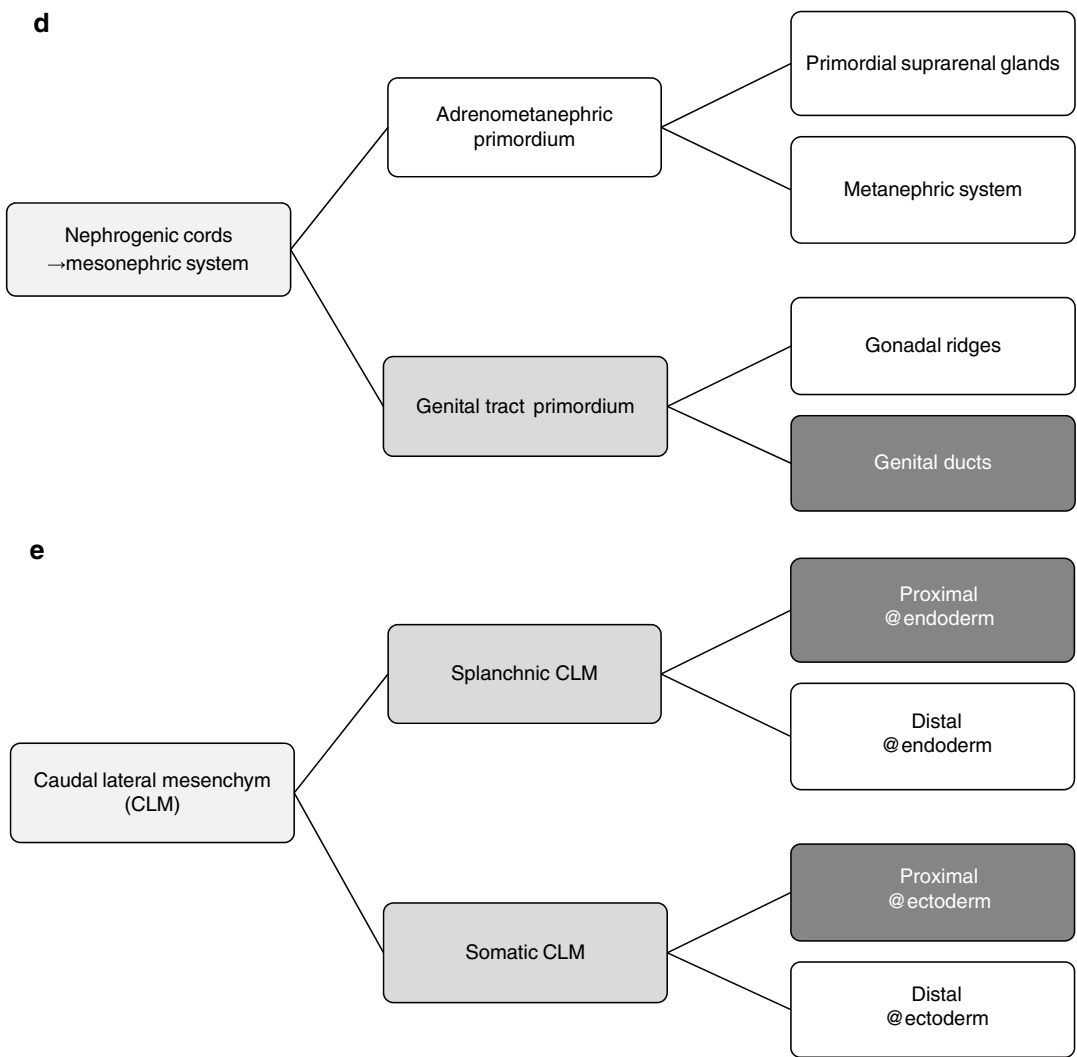 d
Primordial suprarenal glands
Adrenometanephric
primordium
Metanephric system
Nephrogenic cords
→mesonephric system
Gonadal ridges
Genital tract primordium
Genital ducts
e
Proximal
@endoderm
Splanchnic CLM
Distal
@endoderm
Caudal lateral mesenchym
(CLM)
Proximal
@ectoderm
Somatic CLM
Distal
@ectoderm